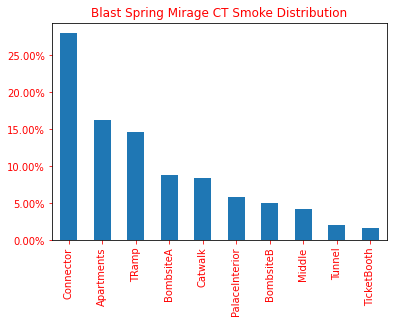 Blast Spring Mirage CT Smoke Distribution
25.00%
20.00%
15.00%
10.00%
5.00%
0.00%
Connector
Apartments
TRamp
BombsiteA
Catwalk
PalaceInterior
BombsiteB
Middle
Tunnel
TicketBooth